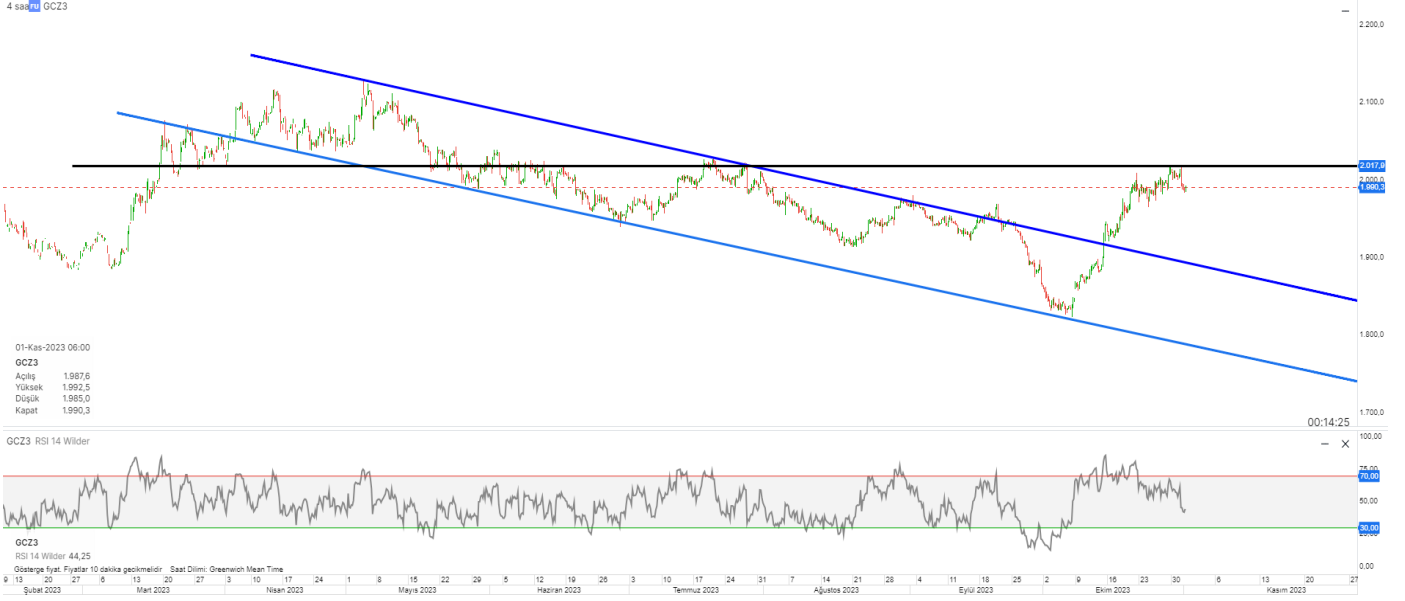 4 saa ru GCZ3
2.200,0
2.100,0
2.017,9
2.000,0
1.990,3
1.900,0
1.800,0
1.700,0
01-Kas-2023 06:00
GCZ3
Açılış 1.987,6
Yüksek 1.992,5
Düşük 1.985,0
Kapat 1.990,3
00:14:25
GCZ3 RSI 14 Wilder
100,00
75,00
70,00
50,00
30,00
25,00
0,00
GCZ3
RSI 14 Wilder 44,25
Gösterge fiyat. Fiyatlar 10 dakika gecikmelidir Saat Dilimi: Greenwich Mean Time
9 13 20 27 6 13 20 27 3 10 17 24 1 8 15 22 29 5 12 19 26 3 10 17 24 31 7 14 21 28 4 11 18 25 2 9 16 23 30 6 13 20 27
Şubat 2023 Mart 2023 Nisan 2023 Mayıs 2023 Haziran 2023 Temmuz 2023 Ağustos 2023 Eylül 2023 Ekim 2023 Kasım 2023